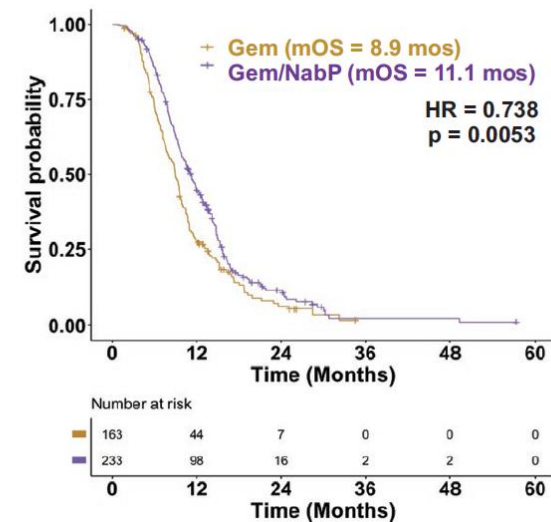 1.00
0.75
0.50
0.25
0.00
Survival probability
Gem (mOS = 8.9 mos)
Gem/NabP (mOS = 11.1 mos)
HR = 0.738
p = 0.0053
0 12 24 36 48 60
Time (Months)
Number at risk
163 44 7 0 0 0
233 98 16 2 2 0
0 12 24 36 48 60
Time (Months)